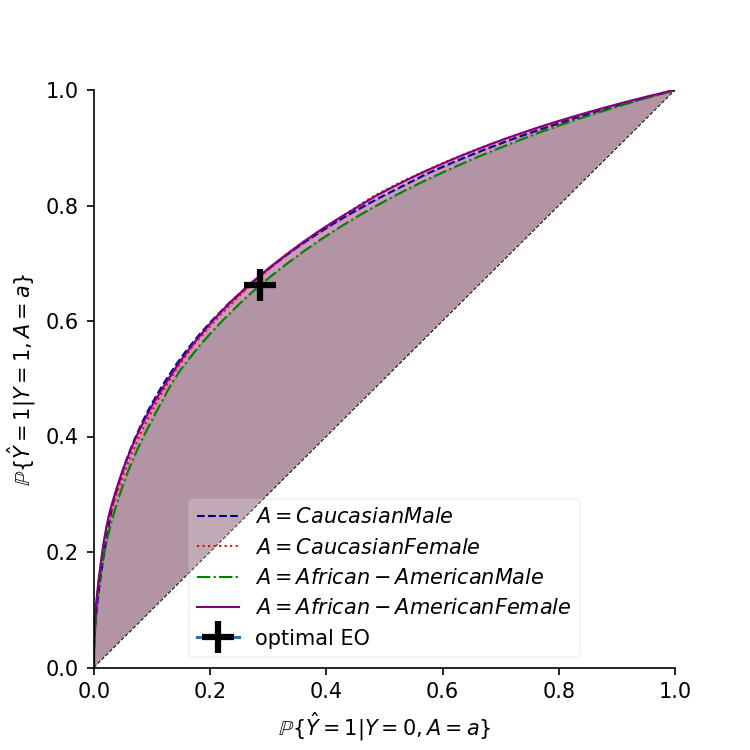 1.0
0.8
0.6
0.4
0.2
0.0
ℙ{Ŷ = 1|Y = 1, A = a}
A = CaucasianMale
A = CaucasianFemale
A = African − AmericanMale
A = African − AmericanFemale
optimal EO
0.0 0.2 0.4 0.6 0.8 1.0
ℙ{Ŷ = 1|Y = 0, A = a}